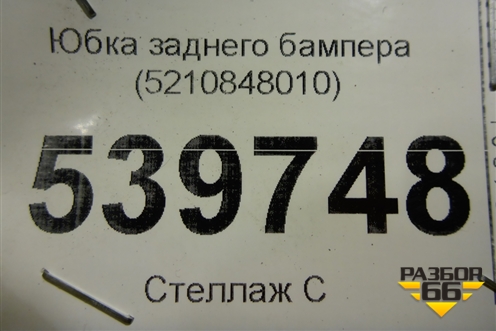 Юбка заднего бампера
(5210848010)
539748
Стеллаж С
РАЗБОР
66